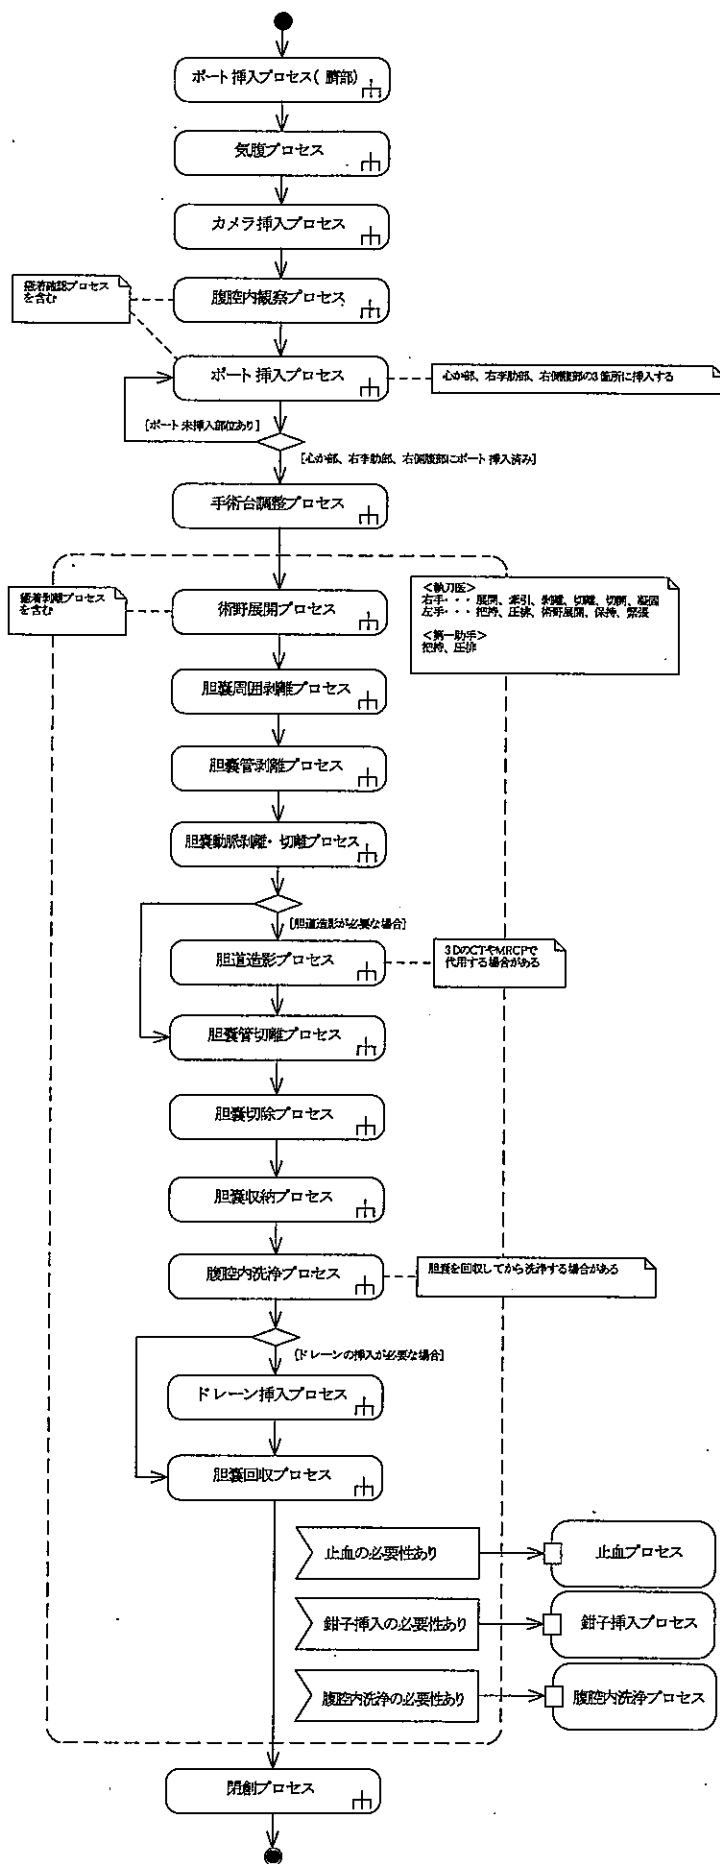 ポート挿入プロセス(臍部)
気腹プロセス
カメラ挿入プロセス
癒着確認プロセス
を含む
腹腔内観察プロセス
ポート挿入プロセス
心か部、右季肋部、右側腹部の3箇所に挿入する
[ポート未挿入部位あり]
[心か部、右季肋部、右側腹部にポート挿入済み]
手術台調整プロセス
癒着剥離プロセス
を含む
術野展開プロセス
＜執刀医＞
右手・・・展開、牽引、剥離、切離、切開、凝固
左手・・・把持、圧排、術野展開、保持、緊張
＜第一助手＞
把持、圧排
胆嚢周囲剥離プロセス
胆嚢管剥離プロセス
胆嚢動脈剥離・切離プロセス
[胆道造影が必要な場合]
胆道造影プロセス
3DのCTやMRCPで
代用する場合がある
胆嚢管切離プロセス
胆嚢切除プロセス
胆嚢収納プロセス
腹腔内洗浄プロセス
胆嚢を回収してから洗浄する場合がある
[ドレーンの挿入が必要な場合]
ドレーン挿入プロセス
胆嚢回収プロセス
止血の必要性あり
止血プロセス
鉗子挿入の必要性あり
鉗子挿入プロセス
腹腔内洗浄の必要性あり
腹腔内洗浄プロセス
閉創プロセス